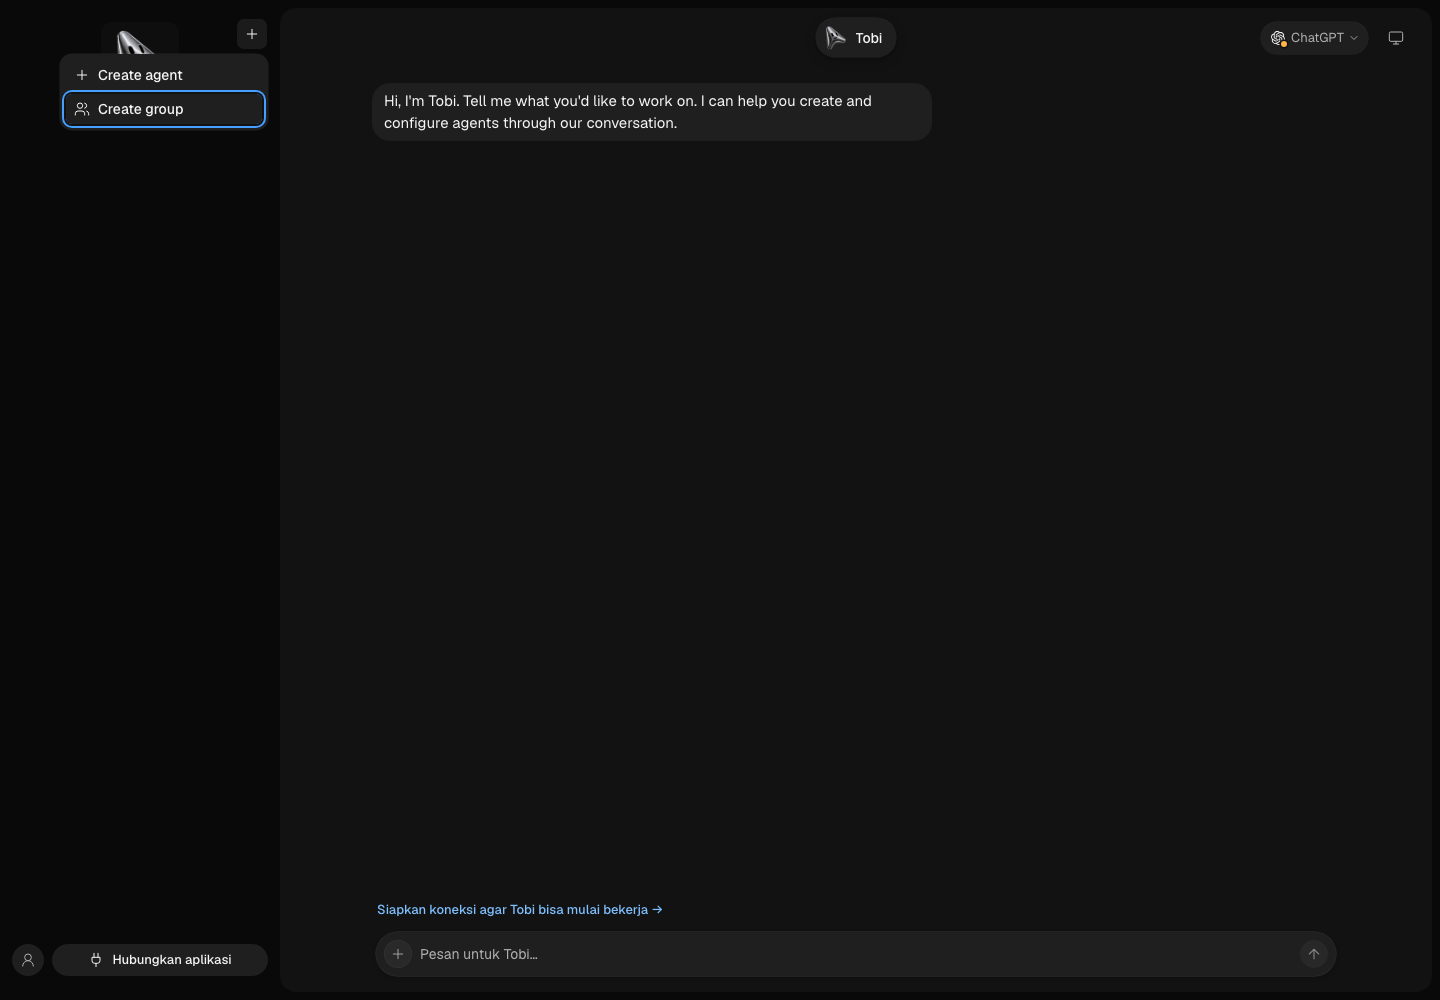 Create agent
Create group
Tobi
ChatGPT
Hi, I'm Tobi. Tell me what you'd like to work on. I can help you create and
configure agents through our conversation.
Siapkan koneksi agar Tobi bisa mulai bekerja →
Pesan untuk Tobi...
Hubungkan aplikasi